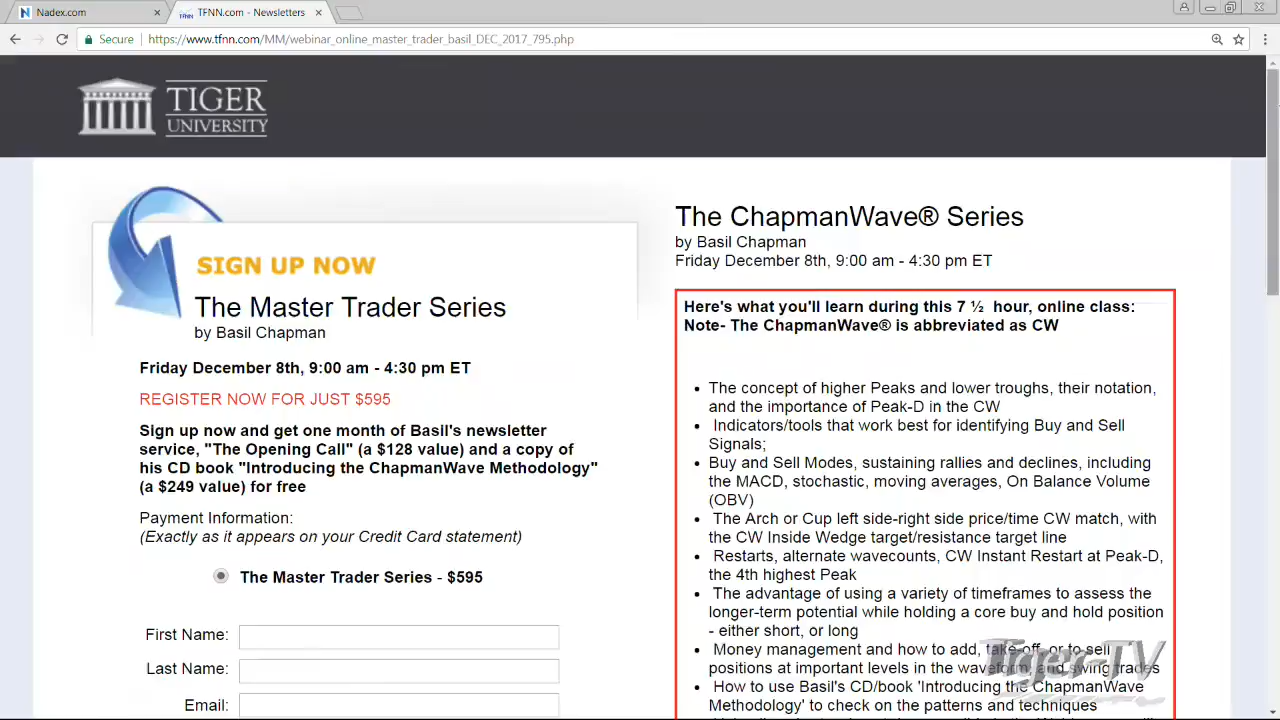 Nadex.com
TFNN.com - Newsletters
Secure
https://www.tfnn.com/MM/webinar_online_master_trader_basil_DEC_2017_795.php
TIGER
UNIVERSITY
SIGN UP NOW
The Master Trader Series
by Basil Chapman
Friday December 8th, 9:00 am - 4:30 pm ET
REGISTER NOW FOR JUST $595
Sign up now and get one month of Basil's newsletter
service, "The Opening Call" (a $128 value) and a copy of
his CD book "Introducing the ChapmanWave Methodology"
(a $249 value) for free
Payment Information:
(Exactly as it appears on your Credit Card statement)
The Master Trader Series - $595
First Name:
Last Name:
Email:
The ChapmanWave® Series
by Basil Chapman
Friday December 8th, 9:00 am - 4:30 pm ET
Here's what you'll learn during this 7 ½ hour, online class:
Note- The ChapmanWave® is abbreviated as CW
The concept of higher Peaks and lower troughs, their notation,
and the importance of Peak-D in the CW
Indicators/tools that work best for identifying Buy and Sell
Signals;
Buy and Sell Modes, sustaining rallies and declines, including
the MACD, stochastic, moving averages, On Balance Volume
(OBV)
The Arch or Cup left side-right side price/time CW match, with
the CW Inside Wedge target/resistance target line
Restarts, alternate wavecounts, CW Instant Restart at Peak-D,
the 4th highest Peak
The advantage of using a variety of timeframes to assess the
longer-term potential while holding a core buy and hold position
- either short, or long
Money management and how to add, take-off, or to sell
positions at important levels in the waveform, and swing trades
How to use Basil's CD/book 'Introducing the ChapmanWave
Methodology' to check on the patterns and techniques
Tiger-TV